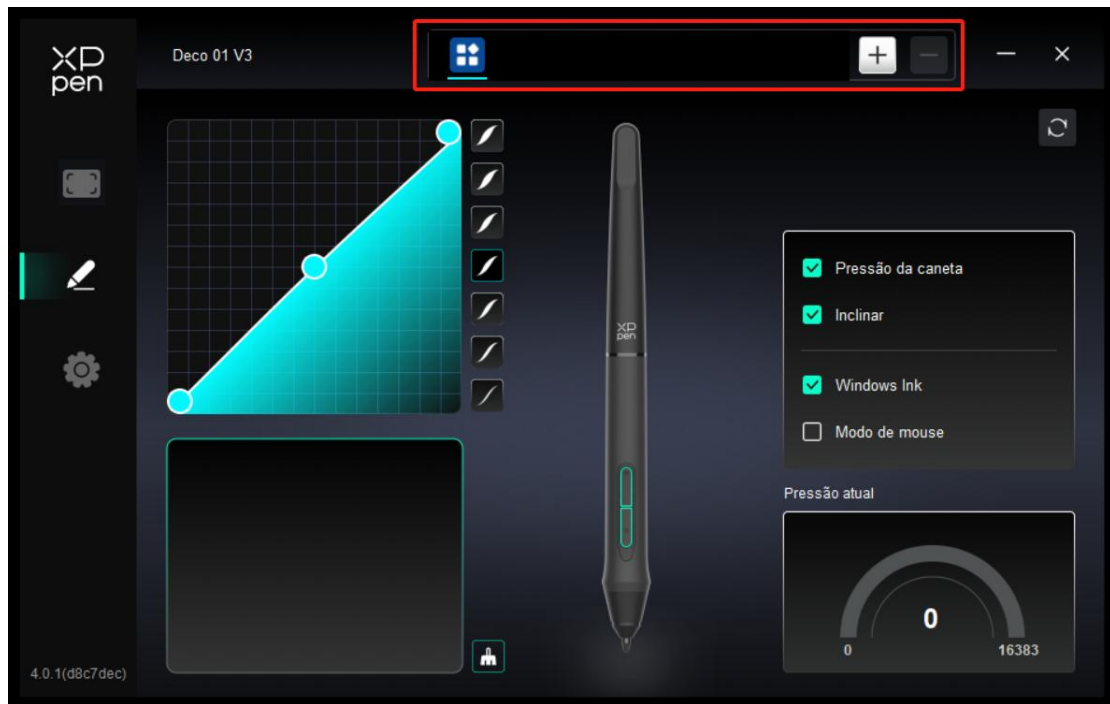 XP
pen
Deco 01 V3
XP
pen
Pressão da caneta
Inclinar
Windows Ink
Modo de mouse
Pressão atual
0
0
16383
4.0.1(d8c7dec)